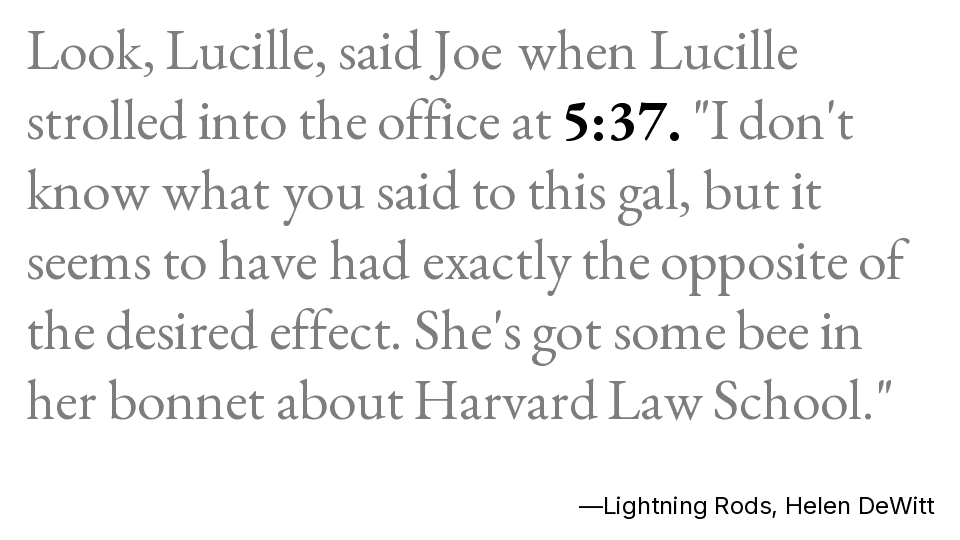 Look, Lucille, said Joe when Lucille
strolled into the office at 5:37. "I don't
know what you said to this gal, but it
seems to have had exactly the opposite of
the desired effect. She's got some bee in
her bonnet about Harvard Law School."
—Lightning Rods, Helen DeWitt